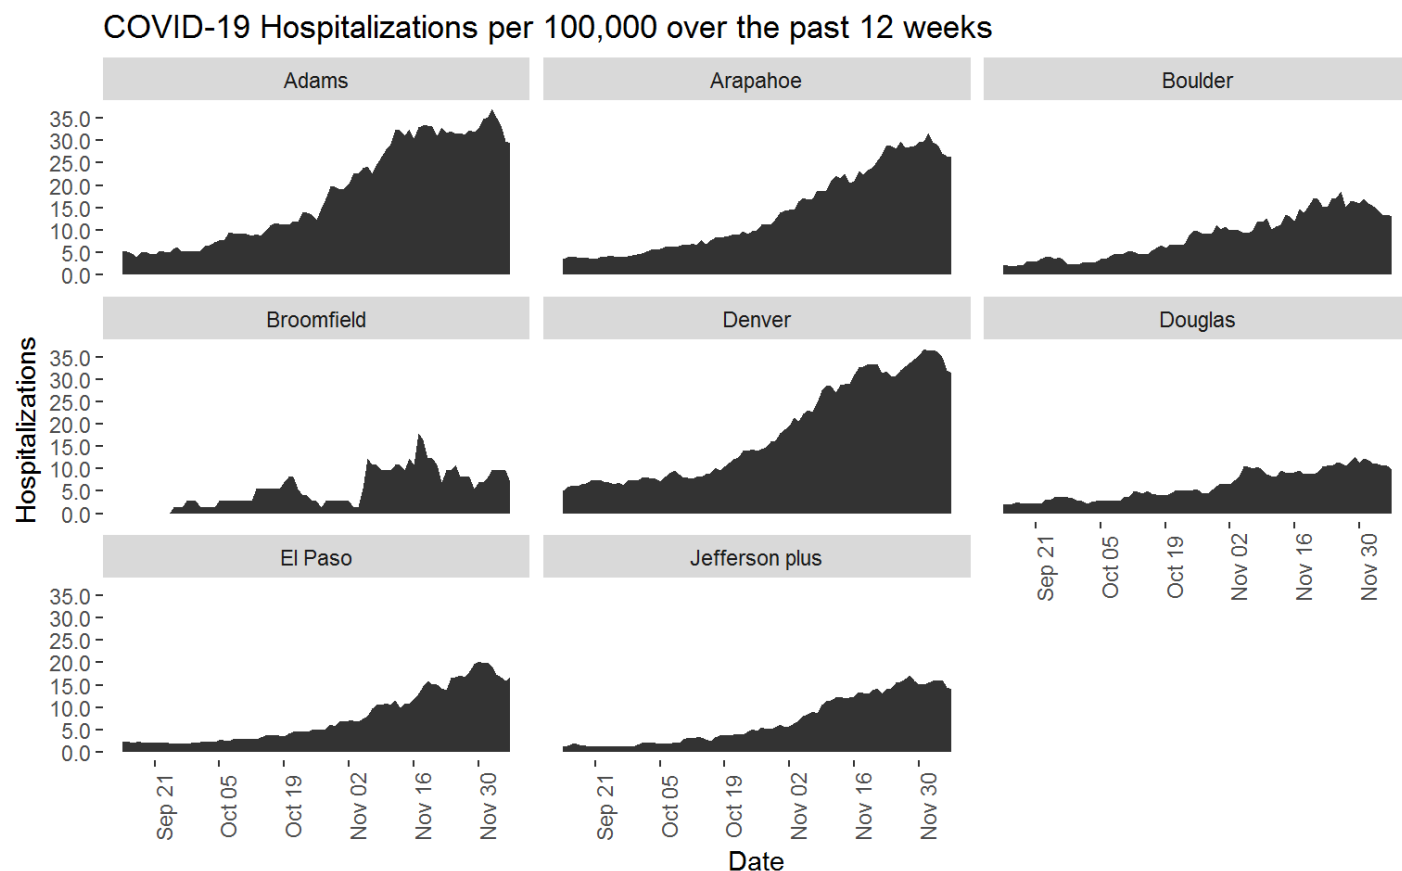 COVID-19 Hospitalizations per 100,000 over the past 12 weeks
Adams
Arapahoe
Boulder
35.0
30.0
25.0
20.0
15.0
10.0
5.0
0.0
Broomfield
Denver
Douglas
35.0
30.0
25.0
20.0
15.0
10.0
5.0
0.0
Hospitalizations
Sep 21
Oct 05
Oct 19
Nov 02
Nov 16
Nov 30
El Paso
Jefferson plus
35.0
30.0
25.0
20.0
15.0
10.0
5.0
0.0
Sep 21
Oct 05
Oct 19
Nov 02
Nov 16
Nov 30
Sep 21
Oct 05
Oct 19
Nov 02
Nov 16
Nov 30
Date